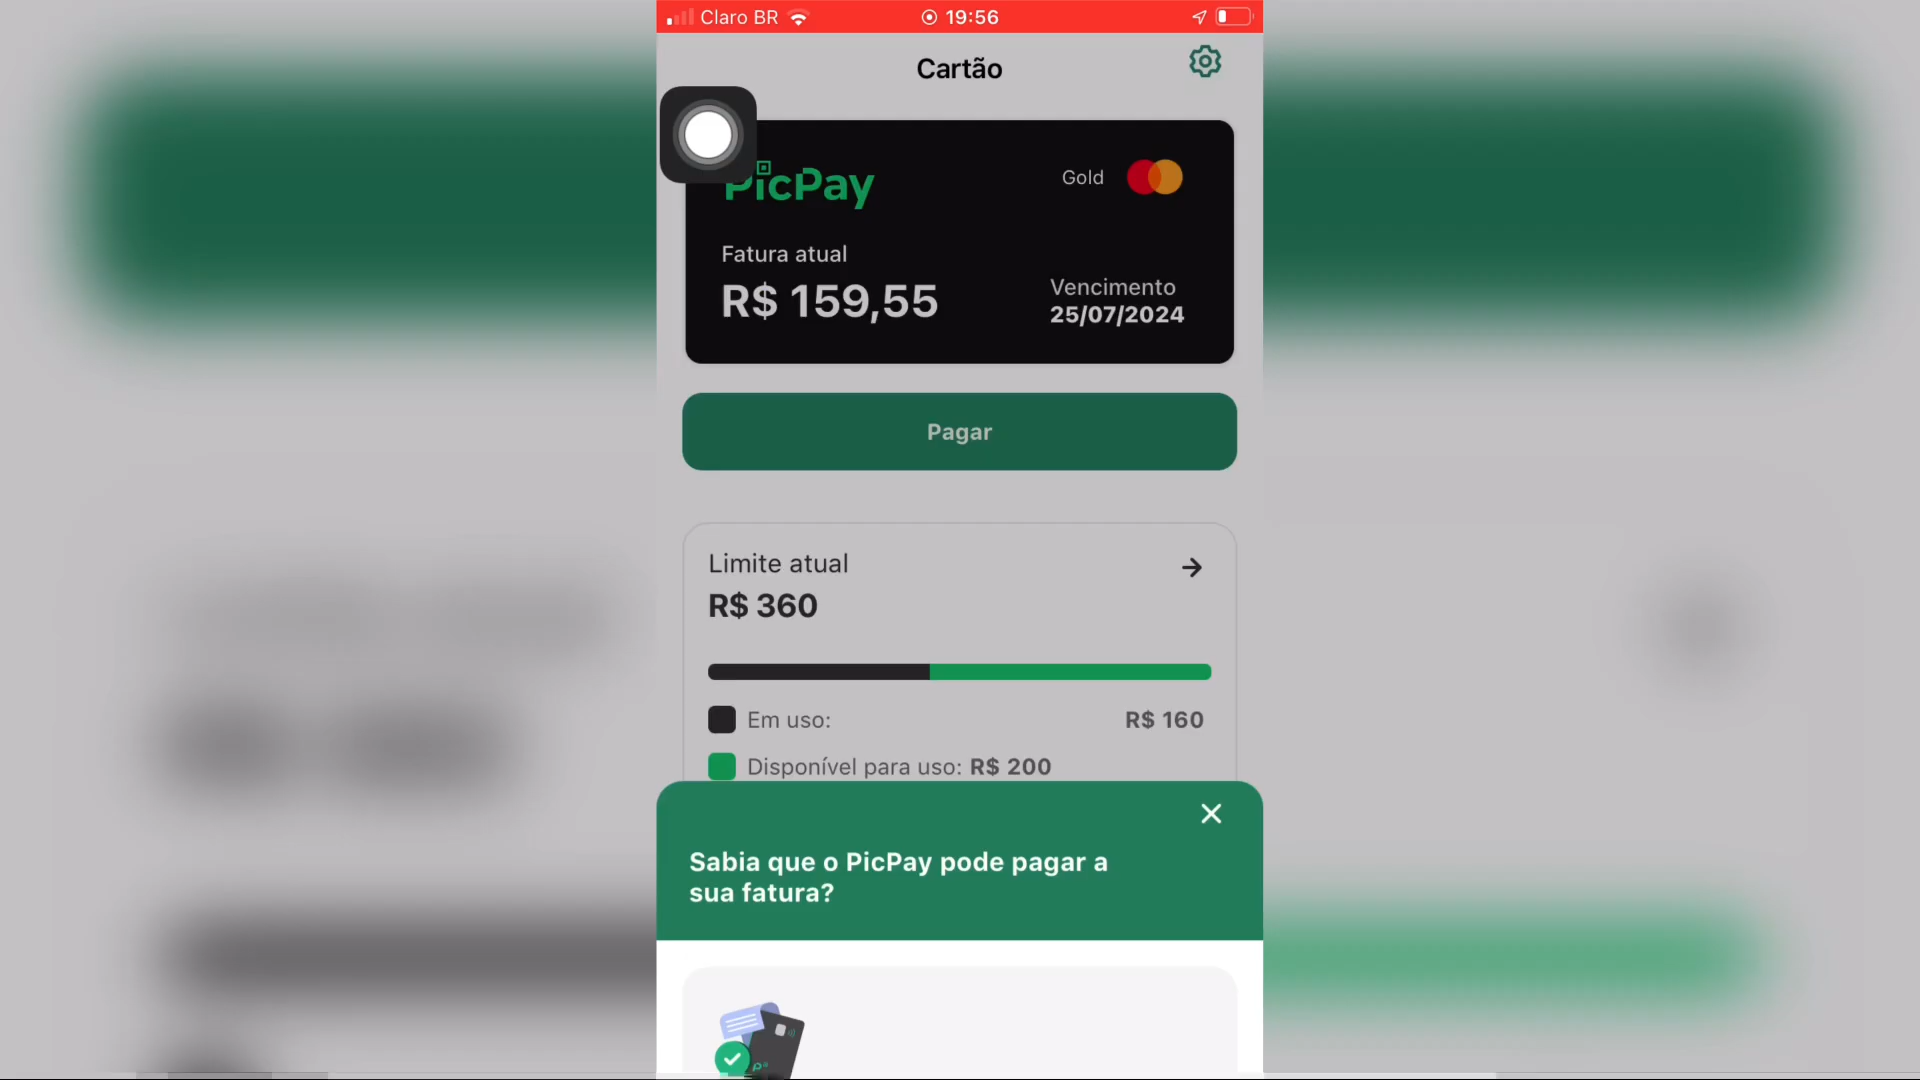 Claro BR
19:56
Cartão
PicPay
Gold
Fatura atual
R$ 159,55
Vencimento
25/07/2024
Pagar
Limite atual
R$ 360
Em uso:
R$ 160
Disponível para uso: R$ 200
Sabia que o PicPay pode pagar a
sua fatura?